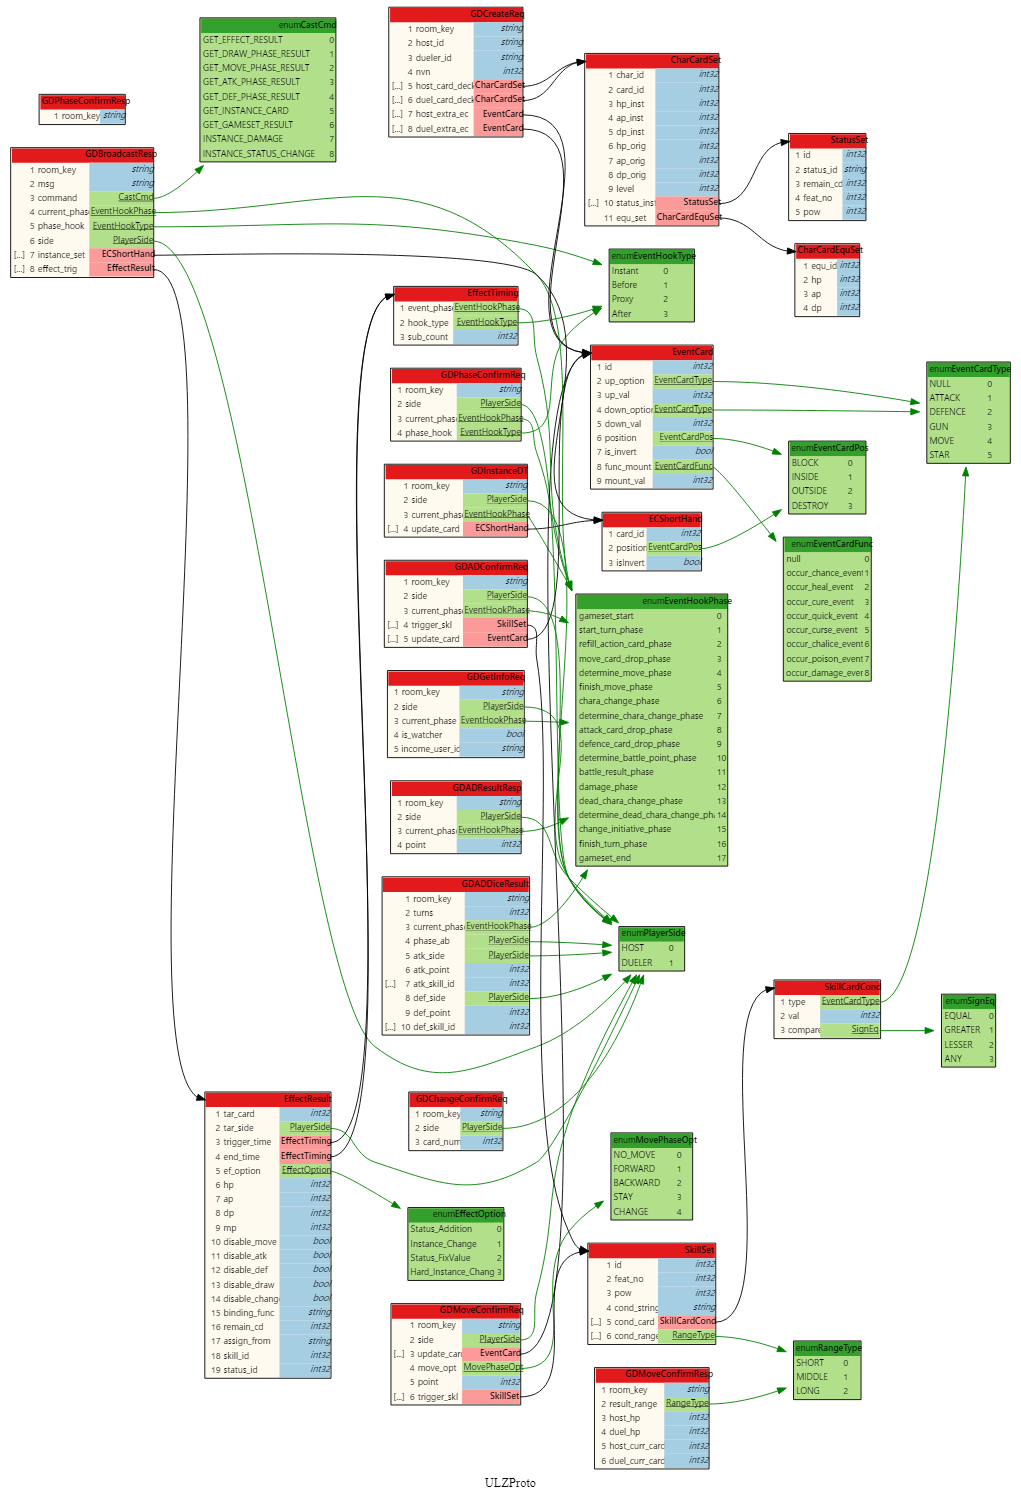 GDPhaseConfirmResp
1 room_key string
GDBroadcastResp
1 room_key string
2 msg string
3 command CastCmd
4 current_phas EventHookPhase
5 phase_hook EventHookType
6 side PlayerSide
[...] 7 instance_set ECShortHand
[...] 8 effect_trig EffectResult
enumCastCmd
GET_EFFECT_RESULT 0
GET_DRAW_PHASE_RESULT 1
GET_MOVE_PHASE_RESULT 2
GET_ATK_PHASE_RESULT 3
GET_DEF_PHASE_RESULT 4
GET_INSTANCE_CARD 5
GET_GAMESET_RESULT 6
INSTANCE_DAMAGE 7
INSTANCE_STATUS_CHANGE 8
GDCreateReq
1 room_key string
2 host_id string
3 dueler_id string
4 nvn int32
[...] 5 host_card_deck CharCardSet
[...] 6 duel_card_deck CharCardSet
[...] 7 host_extra_ec EventCard
[...] 8 duel_extra_ec EventCard
CharCardSet
1 char_id int32
2 card_id int32
3 hp_inst int32
4 ap_inst int32
5 dp_inst int32
6 hp_orig int32
7 ap_orig int32
8 dp_orig int32
9 level int32
[...] 10 status_inst StatusSet
11 equ_set CharCardEquSet
StatusSet
1 id int32
2 status_id string
3 remain_cd int32
4 feat_no int32
5 pow int32
CharCardEquSet
1 equ_id int32
2 hp int32
3 ap int32
4 dp int32
enumEventHookType
Instant 0
Before 1
Proxy 2
After 3
EffectTiming
1 event_phase EventHookPhase
2 hook_type EventHookType
3 sub_count int32
GDPhaseConfirmReq
1 room_key string
2 side PlayerSide
3 current_phas EventHookPhase
4 phase_hook EventHookType
EventCard
1 id int32
2 up_option EventCardType
3 up_val int32
4 down_option EventCardType
5 down_val int32
6 position EventCardPos
7 is_invert bool
8 func_mount EventCardFunc
9 mount_val int32
enumEventCardType
NULL 0
ATTACK 1
DEFENCE 2
GUN 3
MOVE 4
STAR 5
enumEventCardPos
BLOCK 0
INSIDE 1
OUTSIDE 2
DESTROY 3
GDInstanceDT
1 room_key string
2 side PlayerSide
3 current_phas EventHookPhase
[...] 4 update_card ECShortHand
ECShortHand
1 card_id int32
2 position EventCardPos
3 isInvert bool
enumEventCardFunc
null 0
occur_chance_event 1
occur_heal_event 2
occur_cure_event 3
occur_quick_event 4
occur_curse_event 5
occur_chalice_event 6
occur_poison_event 7
occur_damage_even 8
GDADConfirmReq
1 room_key string
2 side PlayerSide
3 current_phas EventHookPhase
[...] 4 trigger_skl SkillSet
[...] 5 update_card EventCard
enumEventHookPhase
gameset_start 0
start_turn_phase 1
refill_action_card_phase 2
move_card_drop_phase 3
determine_move_phase 4
finish_move_phase 5
chara_change_phase 6
determine_chara_change_phase 7
attack_card_drop_phase 8
defence_card_drop_phase 9
determine_battle_point_phase 10
battle_result_phase 11
damage_phase 12
dead_chara_change_phase 13
determine_dead_chara_change_pha 14
change_initiative_phase 15
finish_turn_phase 16
gameset_end 17
GDGetInfoReq
1 room_key string
2 side PlayerSide
3 current_phase EventHookPhase
4 is_watcher bool
5 income_user_id string
GDADResultResp
1 room_key string
2 side PlayerSide
3 current_phas EventHookPhase
4 point int32
GDADDiceResult
1 room_key string
2 turns int32
3 current_phas EventHookPhase
4 phase_ab PlayerSide
5 atk_side PlayerSide
6 atk_point int32
[...] 7 atk_skill_id int32
8 def_side PlayerSide
9 def_point int32
[...] 10 def_skill_id int32
enumPlayerSide
HOST 0
DUELER 1
SkillCardCond
1 type EventCardType
2 val int32
3 compare SignEq
enumSignEq
EQUAL 0
GREATER 1
LESSER 2
ANY 3
EffectResult
1 tar_card int32
2 tar_side PlayerSide
3 trigger_time EffectTiming
4 end_time EffectTiming
5 ef_option EffectOption
6 hp int32
7 ap int32
8 dp int32
9 mp int32
10 disable_move bool
11 disable_atk bool
12 disable_def bool
13 disable_draw bool
14 disable_chang bool
15 binding_func string
16 remain_cd int32
17 assign_from string
18 skill_id int32
19 status_id int32
GDChangeConfirmReq
1 room_key string
2 side PlayerSide
3 card_num int32
enumMovePhaseOpt
NO_MOVE 0
FORWARD 1
BACKWARD 2
STAY 3
CHANGE 4
enumEffectOption
Status_Addition 0
Instance_Change 1
Status_FixValue 2
Hard_Instance_Chang 3
SkillSet
1 id int32
2 feat_no int32
3 pow int32
4 cond_string string
[...] 5 cond_card SkillCardCond
[...] 6 cond_range RangeType
GDMoveConfirmReq
1 room_key string
2 side PlayerSide
[...] 3 update_card EventCard
4 move_opt MovePhaseOpt
5 point int32
[...] 6 trigger_skl SkillSet
enumRangeType
SHORT 0
MIDDLE 1
LONG 2
GDMoveConfirmResp
1 room_key string
2 result_range RangeType
3 host_hp int32
4 duel_hp int32
5 host_curr_card int32
6 duel_curr_card int32
ULZProto